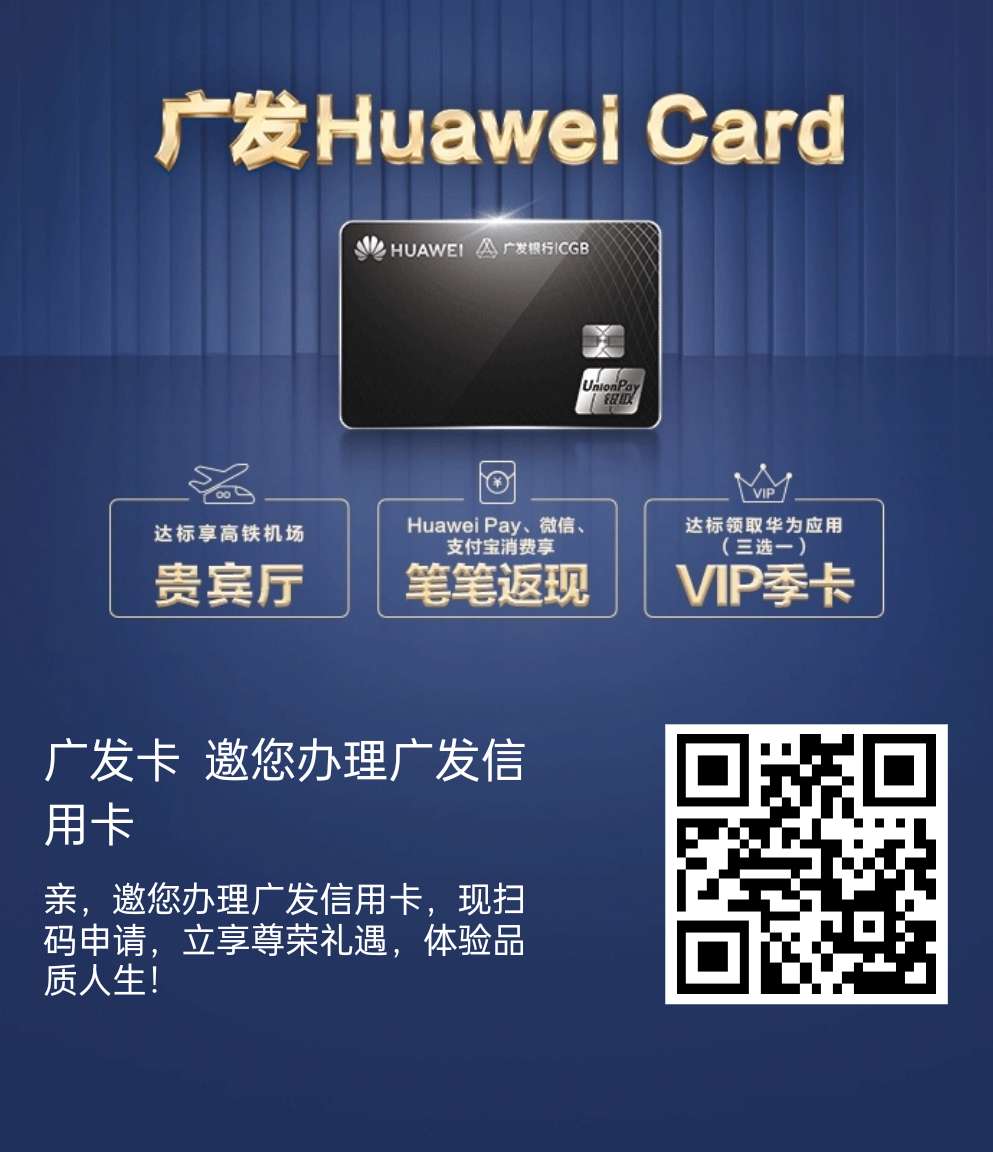 广发Huawei Card
HUAWEI 广发银行|CGB
UnionPay
银联
VIP
达标享高铁机场
贵宾厅
Huawei Pay、微信、
支付宝消费享
笔笔返现
达标领取华为应用
（三选一）
VIP季卡
广发卡 邀您办理广发信
用卡
亲，邀您办理广发信用卡，现扫
码申请，立享尊荣礼遇，体验品
质人生！